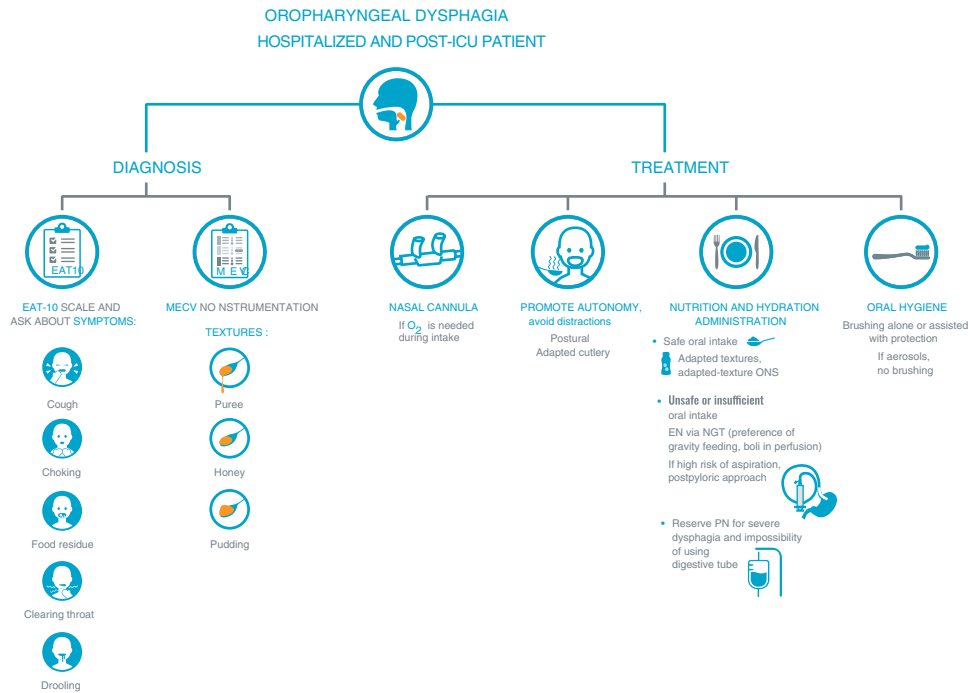 OROPHARYNGEAL DYSPHAGIA
HOSPITALIZED AND POST-ICU PATIENT
DIAGNOSIS
EAT10
EAT-10 SCALE AND
ASK ABOUT SYMPTOMS:
Cough
Choking
Food residue
Clearing throat
Drooling
M EVC
MECV NO NSTRUMENTATION
TEXTURES :
Puree
Honey
Pudding
TREATMENT
NASAL CANNULA
If O2 is needed
during intake
PROMOTE AUTONOMY,
avoid distractions
Postural
Adapted cutlery
NUTRITION AND HYDRATION
ADMINISTRATION
• Safe oral intake
Adapted textures,
adapted-texture ONS
• Unsafe or insufficient
oral intake
EN via NGT (preference of
gravity feeding, boli in perfusion)
If high risk of aspiration,
postpyloric approach
• Reserve PN for severe
dysphagia and impossibility
of using
digestive tube
ORAL HYGIENE
Brushing alone or assisted
with protection
If aerosols,
no brushing